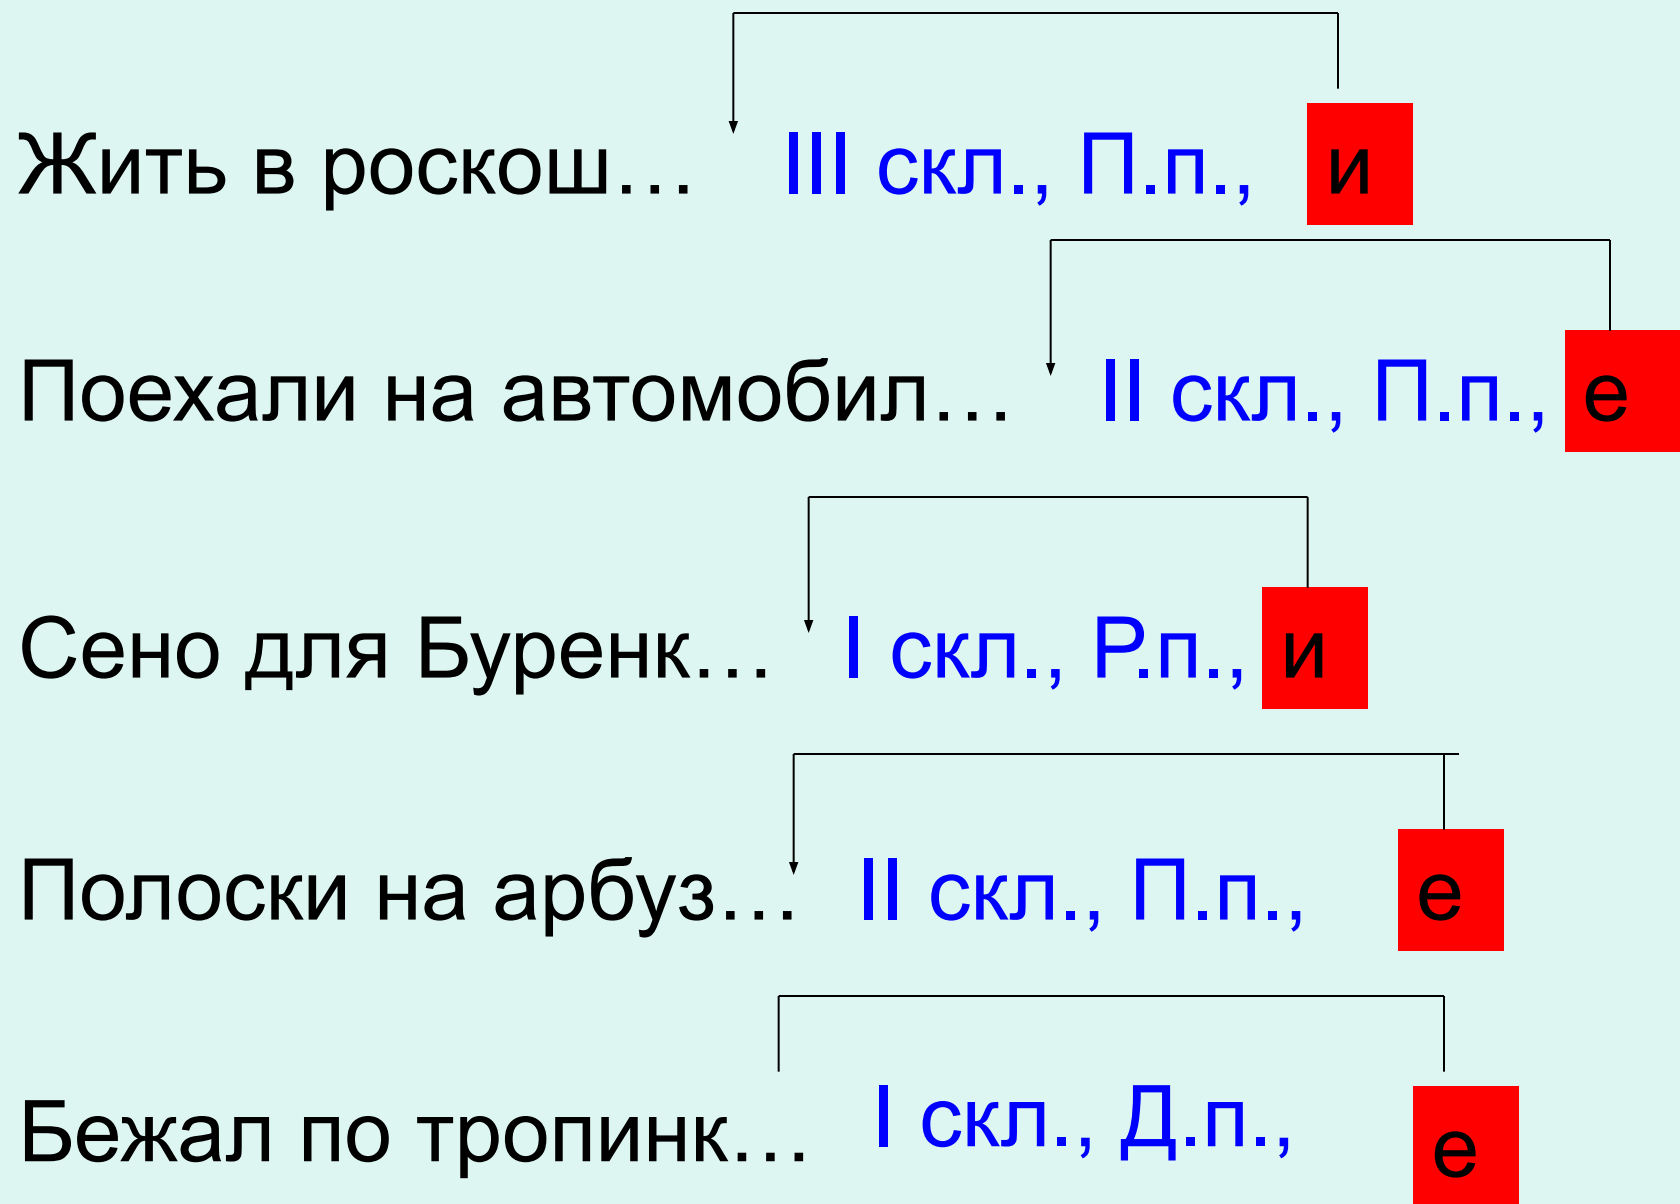 Жить в роскош… III скл., П.п., и
Поехали на автомобил… II скл., П.п., е
Сено для Буренк… I скл., Р.п., и
Полоски на арбуз… II скл., П.п., е
Бежал по тропинк… I скл., Д.п., е